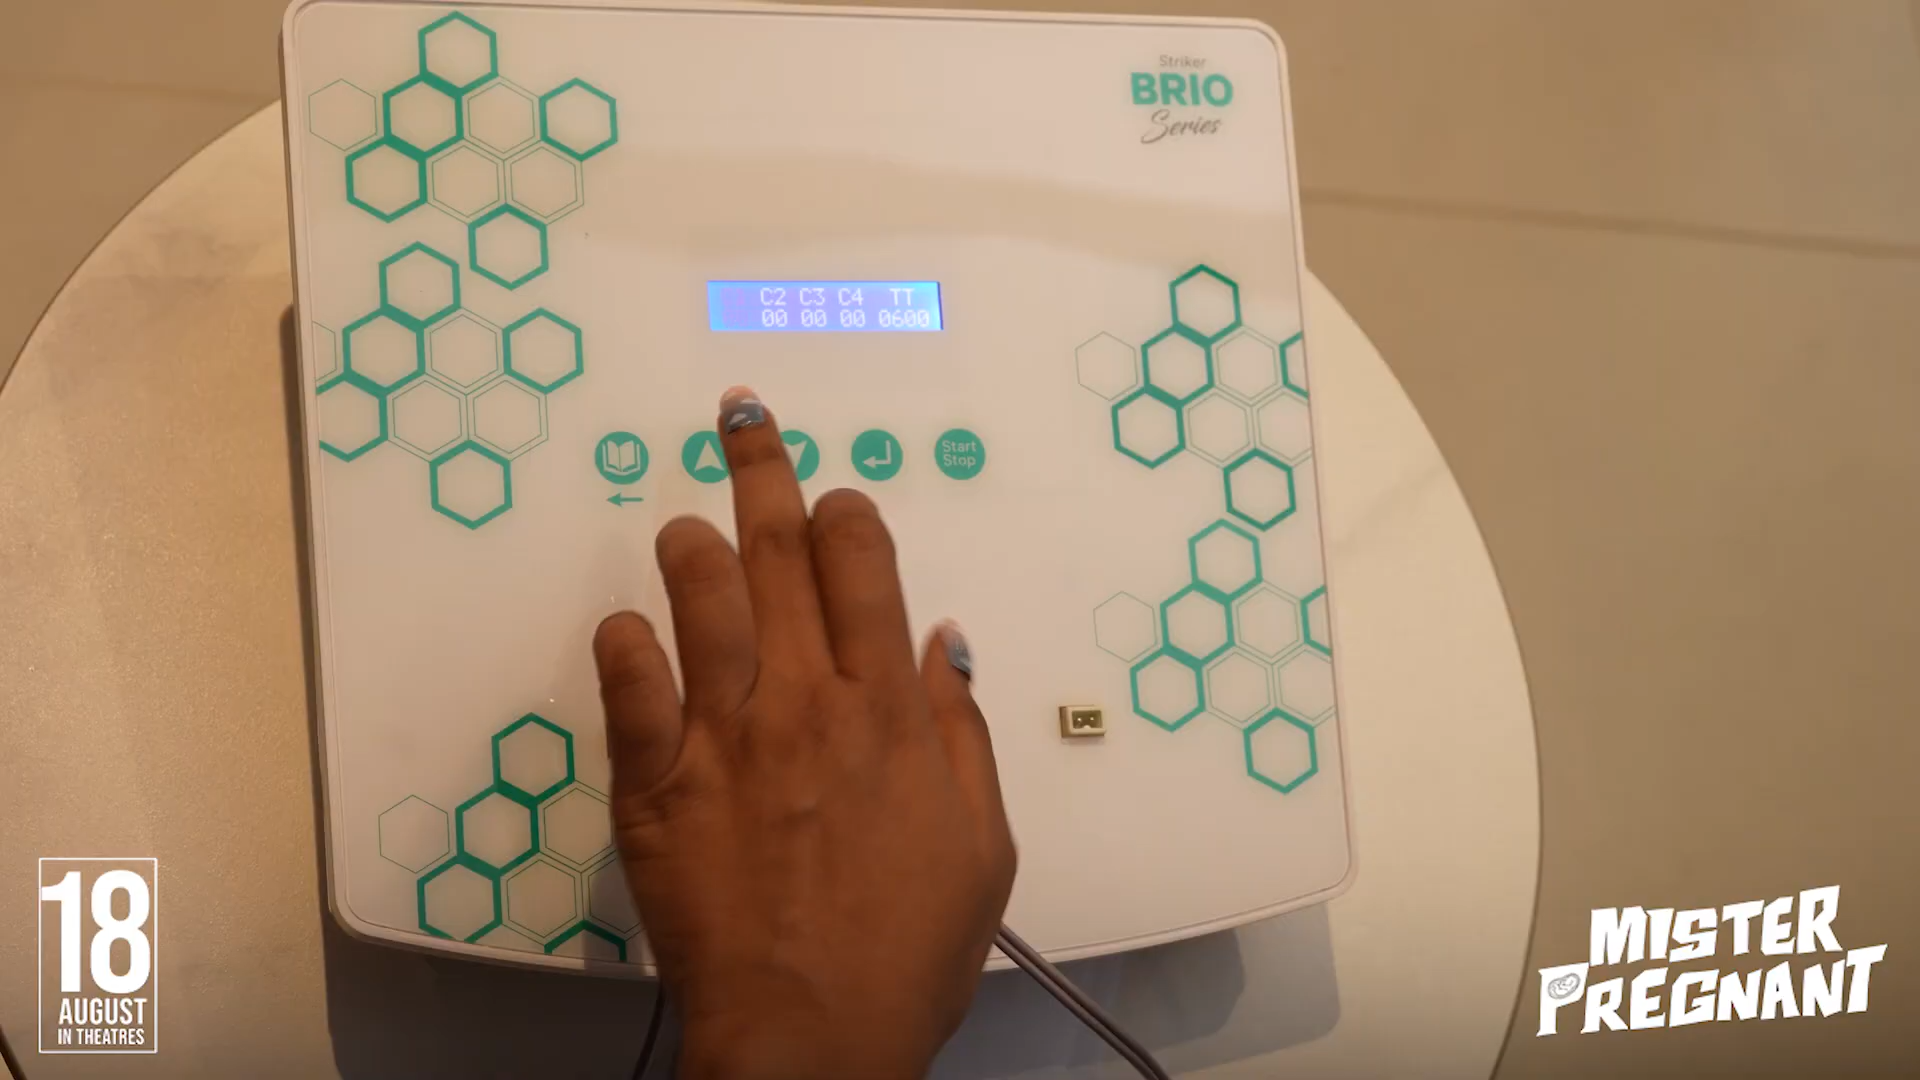 Striker
BRIO
Series
C2 C3 C4 TT
00 00 00 0600
Start
Stop
18
AUGUST
IN THEATRES
MISTER
PREGNANT